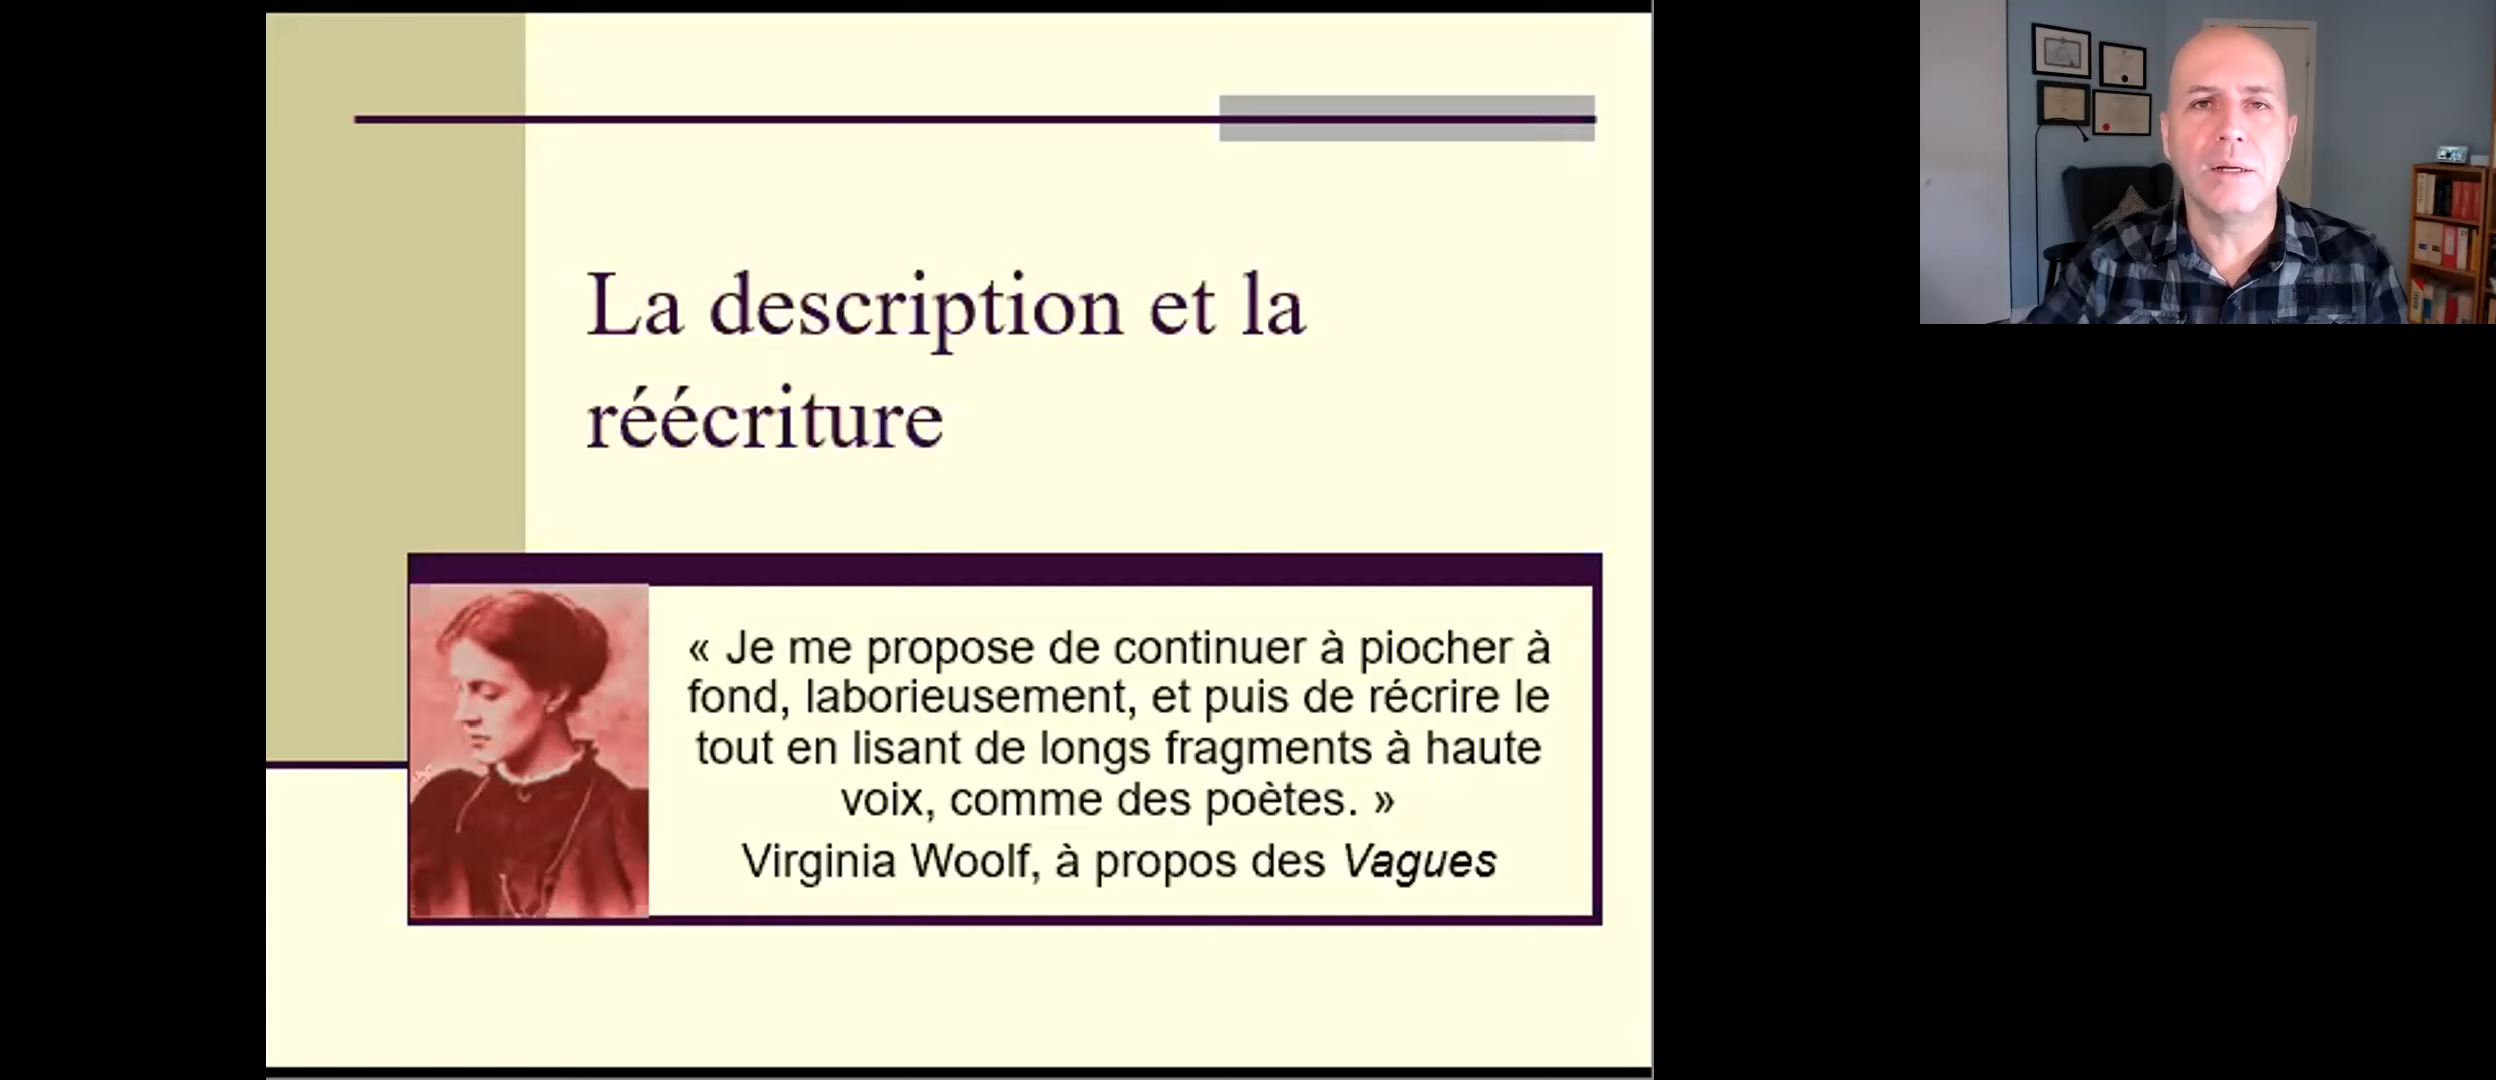 La description et la
réécriture
« Je me propose de continuer à piocher à
fond, laborieusement, et puis de récrire le
tout en lisant de longs fragments à haute
voix, comme des poètes. »
Virginia Woolf, à propos des Vagues